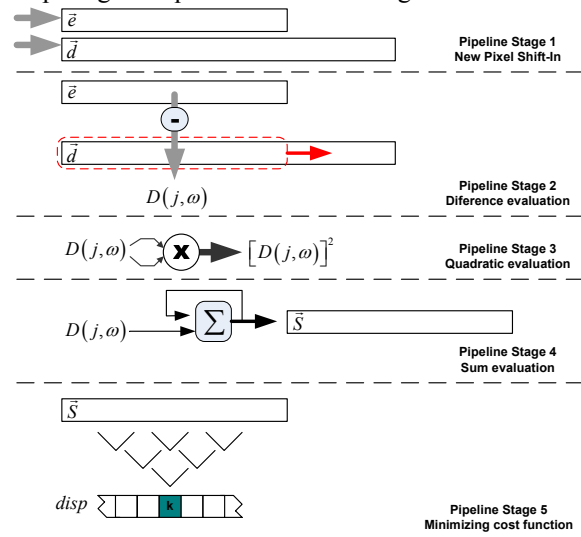 e⃗
d⃗
Pipeline Stage 1
New Pixel Shift-In
e⃗
-
d⃗
D(j,ω)
Pipeline Stage 2
Diference evaluation
D(j,ω) x [D(j,ω)]²
Pipeline Stage 3
Quadratic evaluation
D(j,ω) Σ S⃗
Pipeline Stage 4
Sum evaluation
S⃗
disp k
Pipeline Stage 5
Minimizing cost function